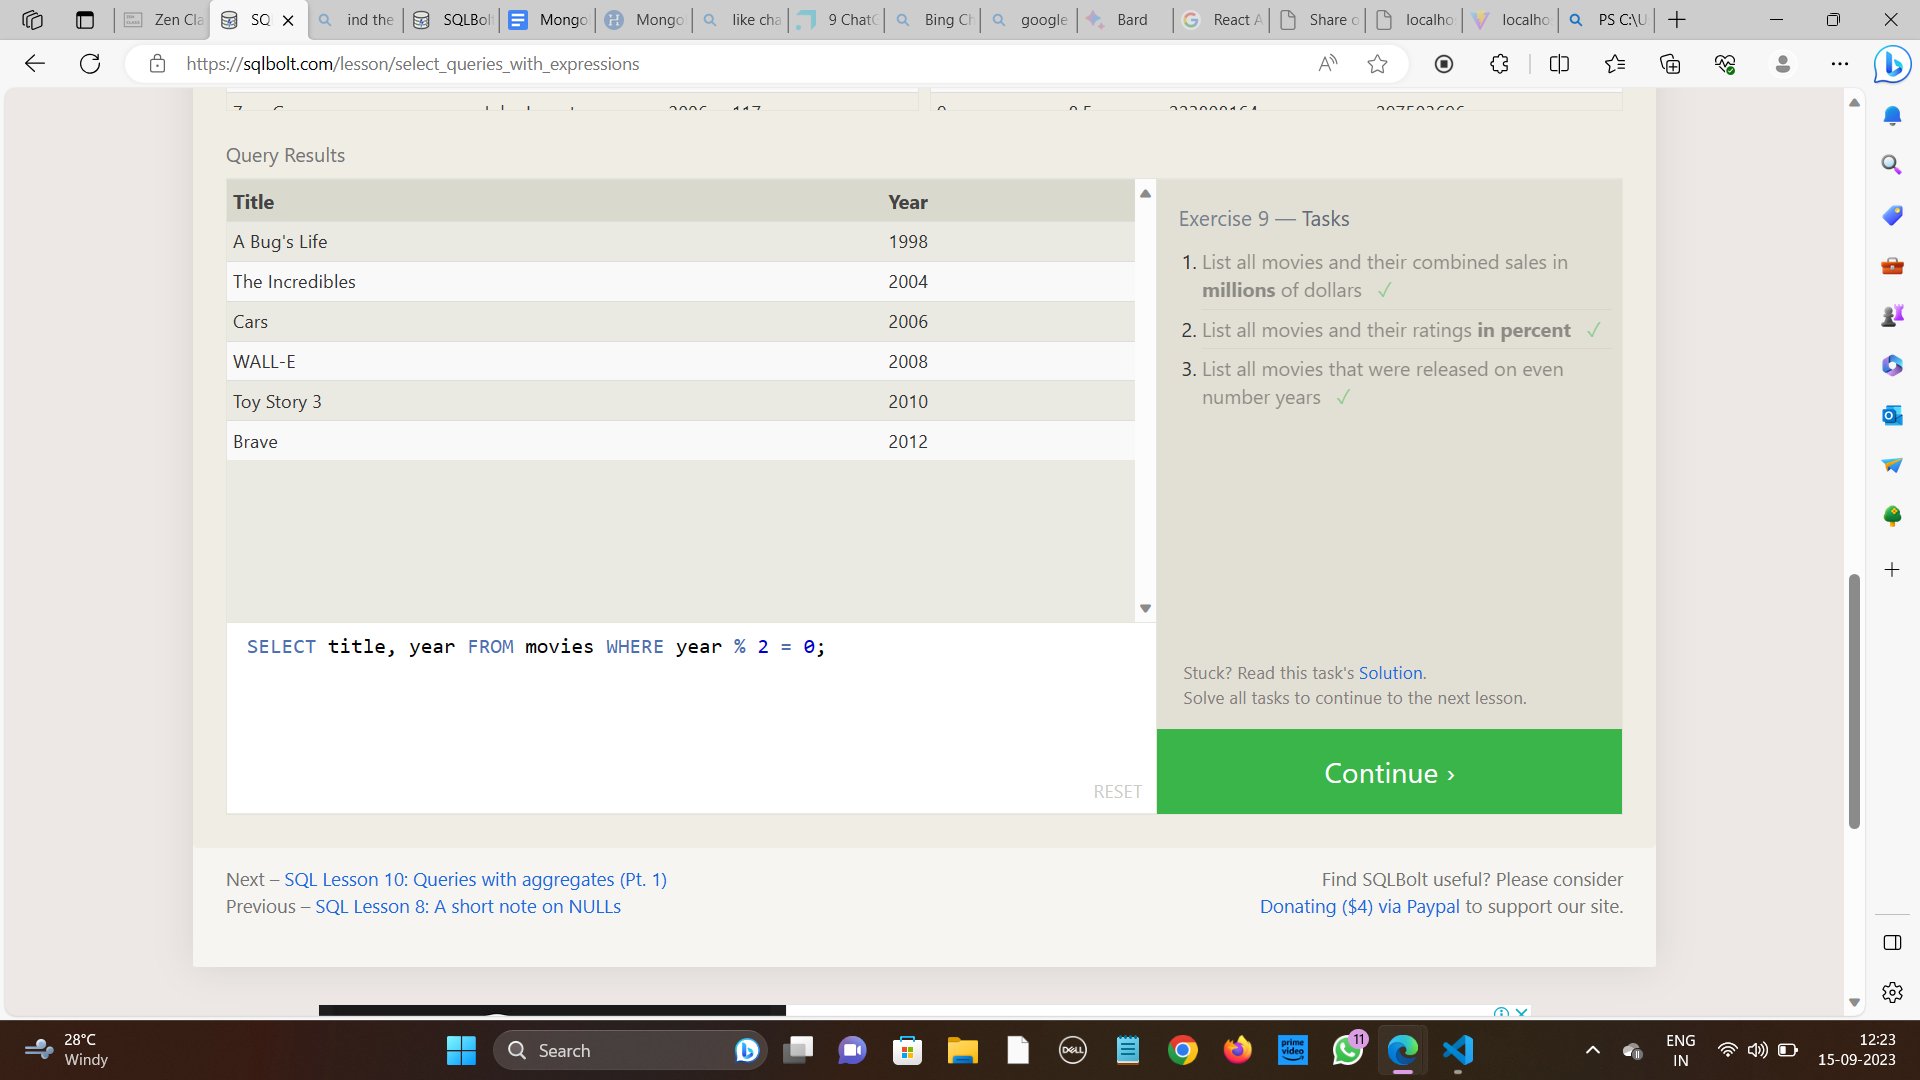 Zen Cla
SQ
ind the
SQLBolt
Mongo
Mongo
like cha
9 ChatG
Bing Ch
google
Bard
React A
Share o
localho
localho
PS C:\U
https://sqlbolt.com/lesson/select_queries_with_expressions
Query Results
Title Year
A Bug's Life 1998
The Incredibles 2004
Cars 2006
WALL-E 2008
Toy Story 3 2010
Brave 2012
Exercise 9 — Tasks
1. List all movies and their combined sales in
millions of dollars ✓
2. List all movies and their ratings in percent ✓
3. List all movies that were released on even
number years ✓
SELECT title, year FROM movies WHERE year % 2 = 0;
RESET
Stuck? Read this task's Solution.
Solve all tasks to continue to the next lesson.
Continue ›
Next – SQL Lesson 10: Queries with aggregates (Pt. 1)
Previous – SQL Lesson 8: A short note on NULLs
Find SQLBolt useful? Please consider
Donating ($4) via Paypal to support our site.
28°C
Windy
Search
DELL
prime video
11
ENG
IN
12:23
15-09-2023